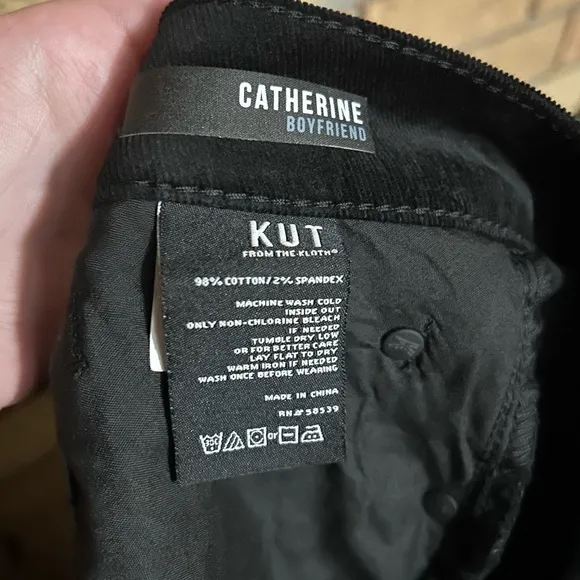 CATHERINE
BOYFRIEND
KUT
FROM THE KLOTH®
98% COTTON/2% SPANDEX
MACHINE WASH COLD
INSIDE OUT
ONLY NON-CHLORINE BLEACH
IF NEEDED
TUMBLE DRY LOW
OR FOR BETTER CARE
LAY FLAT TO DRY
WARM IRON IF NEEDED
WASH ONCE BEFORE WEARING
MADE IN CHINA
RN# 58539
or